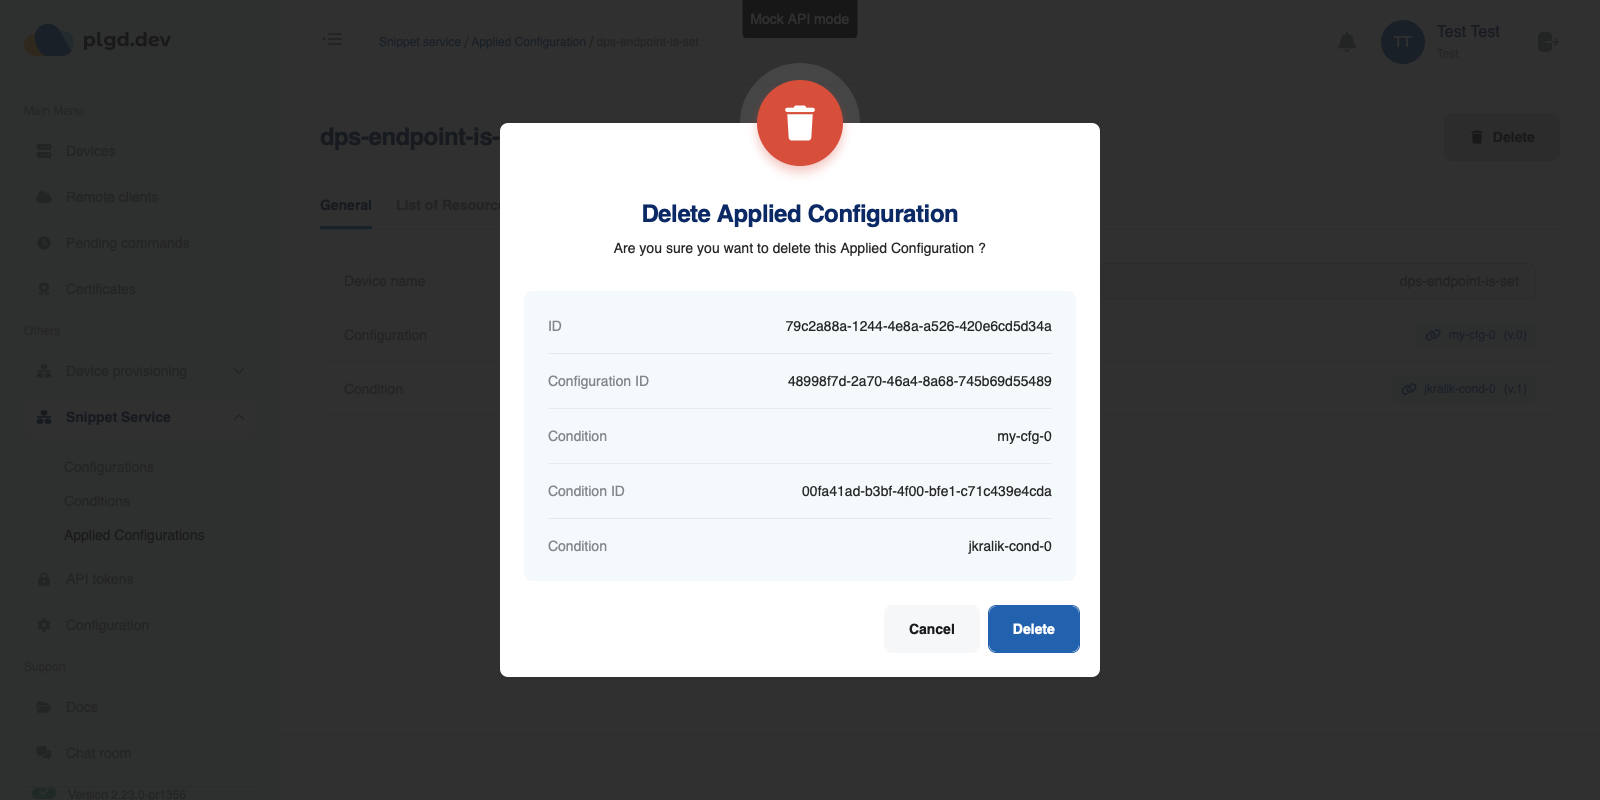 plgd.dev
Snippet service / Applied Configuration / dps-endpoint-is-set
Mock API mode
TT
Test Test
Test
Main Menu
Devices
Remote clients
Pending commands
Certificates
Others
Device provisioning
Snippet Service
Configurations
Conditions
Applied Configurations
API tokens
Configuration
Support
Docs
Chat room
Version 2.23.0-pr1356
dps-endpoint-is-
Delete
General
List of Resourc
Device name
dps-endpoint-is-set
Configuration
my-cfg-0 (v.0)
Condition
jkralik-cond-0 (v.1)
Delete Applied Configuration
Are you sure you want to delete this Applied Configuration ?
ID 79c2a88a-1244-4e8a-a526-420e6cd5d34a
Configuration ID 48998f7d-2a70-46a4-8a68-745b69d55489
Condition my-cfg-0
Condition ID 00fa41ad-b3bf-4f00-bfe1-c71c439e4cda
Condition jkralik-cond-0
Cancel
Delete